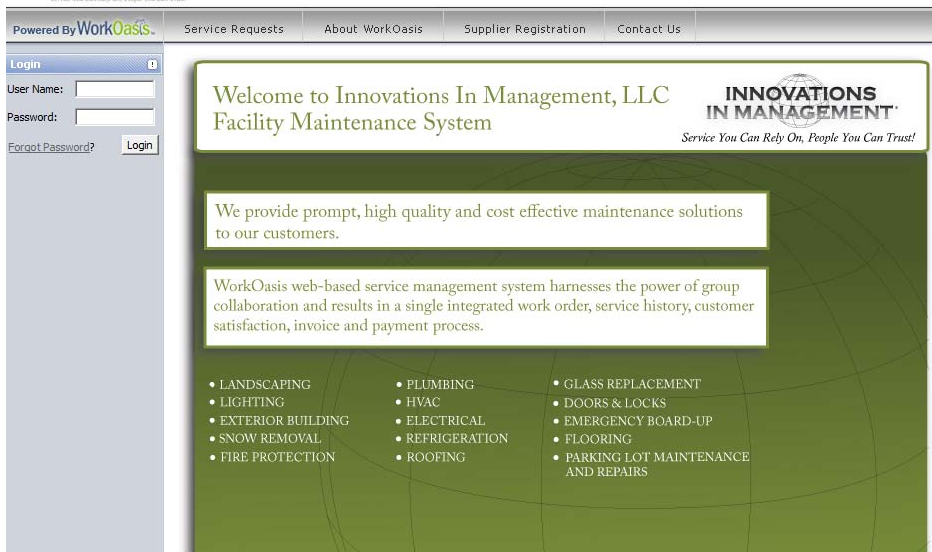 Powered By WorkOasis
Service Requests
About WorkOasis
Supplier Registration
Contact Us
Login
User Name:
Password:
Forgot Password?
Login
Welcome to Innovations In Management, LLC
Facility Maintenance System
INNOVATIONS
IN MANAGEMENT
Service You Can Rely On, People You Can Trust!
We provide prompt, high quality and cost effective maintenance solutions
to our customers.
WorkOasis web-based service management system harnesses the power of group
collaboration and results in a single integrated work order, service history, customer
satisfaction, invoice and payment process.
• LANDSCAPING
• LIGHTING
• EXTERIOR BUILDING
• SNOW REMOVAL
• FIRE PROTECTION
• PLUMBING
• HVAC
• ELECTRICAL
• REFRIGERATION
• ROOFING
• GLASS REPLACEMENT
• DOORS & LOCKS
• EMERGENCY BOARD-UP
• FLOORING
• PARKING LOT MAINTENANCE
AND REPAIRS